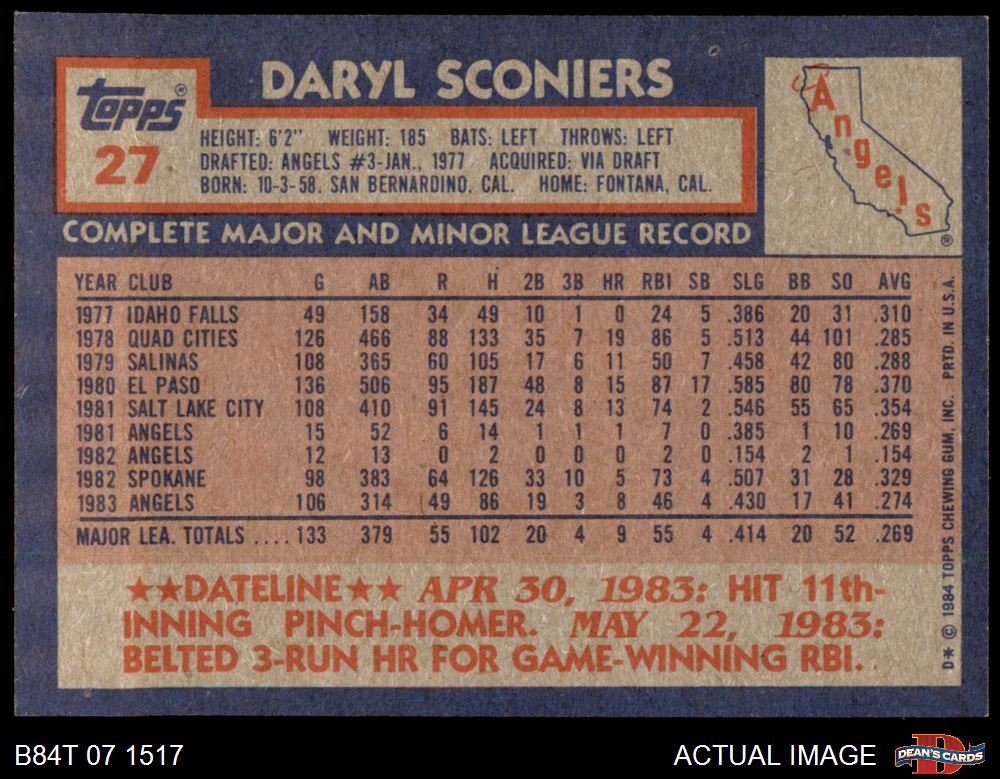 Topps®
27
DARYL SCONIERS
HEIGHT: 6'2" WEIGHT: 185 BATS: LEFT THROWS: LEFT
DRAFTED: ANGELS #3-JAN., 1977 ACQUIRED: VIA DRAFT
BORN: 10-3-58. SAN BERNARDINO, CAL. HOME: FONTANA, CAL.
Angels®
COMPLETE MAJOR AND MINOR LEAGUE RECORD
YEAR CLUB G AB R H 2B 3B HR RBI SB SLG BB SO AVG
1977 IDAHO FALLS 49 158 34 49 10 1 0 24 5 .386 20 31 .310
1978 QUAD CITIES 126 466 88 133 35 7 19 86 5 .513 44 101 .285
1979 SALINAS 108 365 60 105 17 6 11 50 7 .458 42 80 .288
1980 EL PASO 136 506 95 187 48 8 15 87 17 .585 80 78 .370
1981 SALT LAKE CITY 108 410 91 145 24 8 13 74 2 .546 55 65 .354
1981 ANGELS 15 52 6 14 1 1 1 7 0 .385 1 10 .269
1982 ANGELS 12 13 0 2 0 0 0 2 0 .154 2 1 .154
1982 SPOKANE 98 383 64 126 33 10 5 73 4 .507 31 28 .329
1983 ANGELS 106 314 49 86 19 3 8 46 4 .430 17 41 .274
MAJOR LEA. TOTALS ....133 379 55 102 20 4 9 55 4 .414 20 52 .269
★★DATELINE★★ APR 30, 1983: HIT 11th-
INNING PINCH-HOMER. MAY 22, 1983:
BELTED 3-RUN HR FOR GAME-WINNING RBI.
D* © 1984 TOPPS CHEWING GUM, INC. PRTD. IN U.S.A.
B84T 07 1517
ACTUAL IMAGE
DEAN'S CARDS